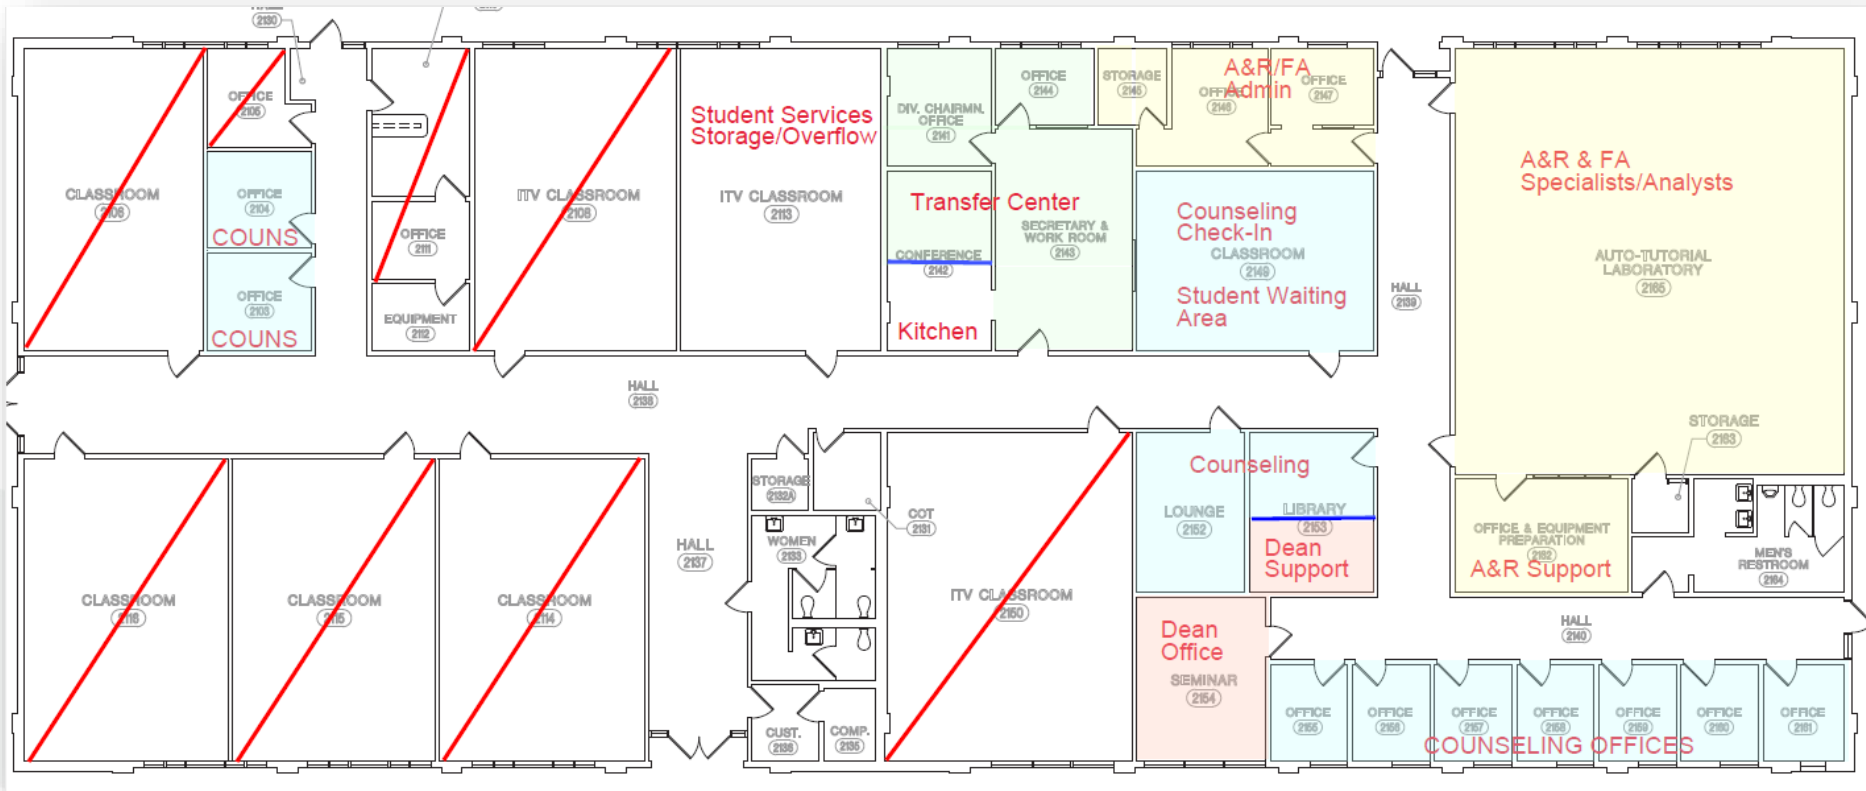 2130
OFFICE
2105
CLASSROOM
2106
OFFICE
2104
COUNS
OFFICE
2103
COUNS
OFFICE
2111
EQUIPMENT
2112
ITV CLASSROOM
2108
Student Services
Storage/Overflow
ITV CLASSROOM
2113
DIV. CHAIRMN.
OFFICE
2141
OFFICE
2144
STORAGE
2145
A&R/FA
Admin
OFFICE
2146
OFFICE
2147
Transfer Center
CONFERENCE
2142
Kitchen
SECRETARY &
WORK ROOM
2143
Counseling
Check-In
CLASSROOM
2149
Student Waiting
Area
HALL
2139
A&R & FA
Specialists/Analysts
AUTO-TUTORIAL
LABORATORY
2165
HALL
2138
STORAGE
2163
CLASSROOM
2116
CLASSROOM
2115
CLASSROOM
2114
HALL
2137
STORAGE
2132A
COT
2131
WOMEN
2133
CUST.
2136
COMP.
2135
ITV CLASSROOM
2150
Counseling
LOUNGE
2152
LIBRARY
2153
Dean
Support
Dean
Office
SEMINAR
2154
OFFICE & EQUIPMENT
PREPARATION
2162
A&R Support
MEN'S
RESTROOM
2164
HALL
2140
OFFICE
2155
OFFICE
2156
OFFICE
2157
OFFICE
2158
OFFICE
2159
OFFICE
2160
OFFICE
2161
COUNSELING OFFICES